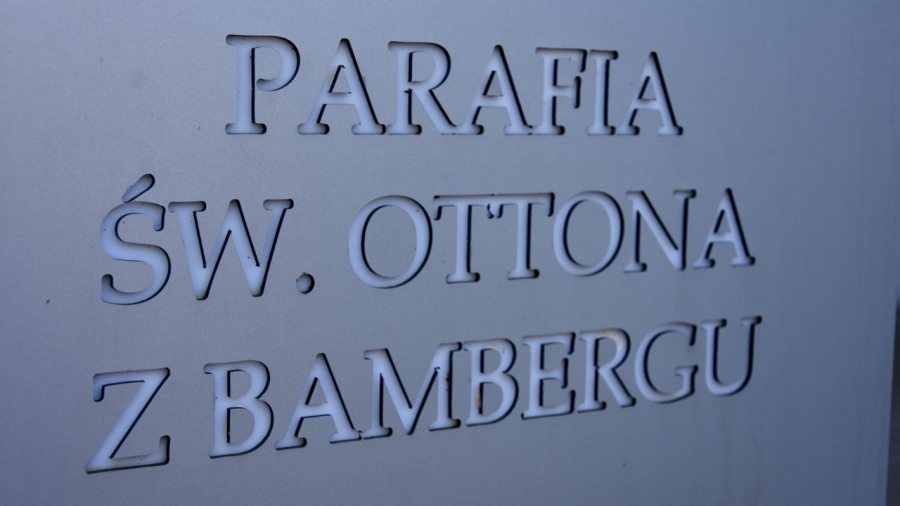 PARAFIA
ŚW. OTTONA
Z BAMBERGU